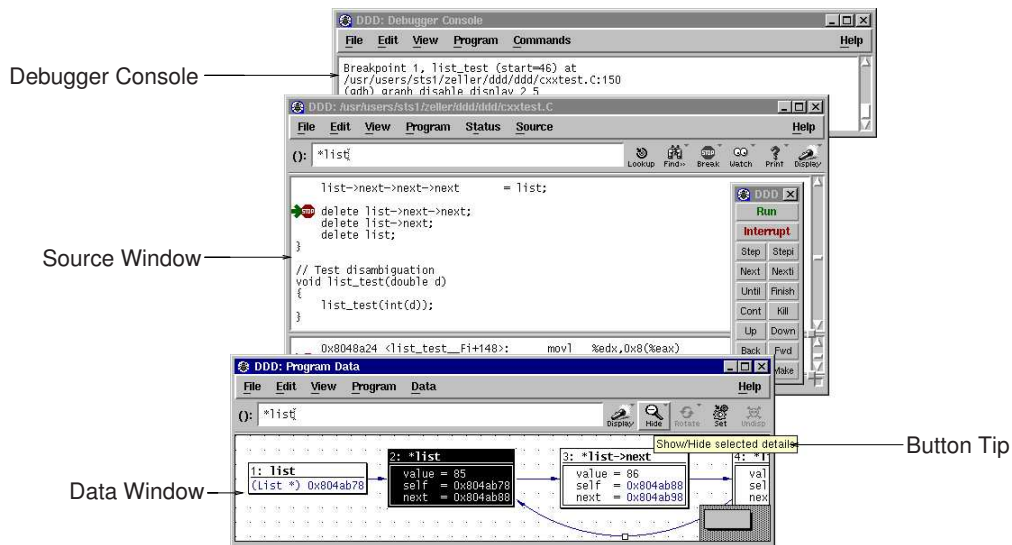 DDD: Debugger Console
File Edit View Program Commands Help
Debugger Console
Breakpoint 1, list_test (start=46) at
/usr/users/sts1/zeller/ddd/ddd/cxxtest.C:150
(gdb) graph disable display 2 5
DDD: /usr/users/sts1/zeller/ddd/ddd/cxxtest.C
File Edit View Program Status Source Help
(): *list
Lookup Find» Break Watch Print Display
list->next->next->next = list;
STOP delete list->next->next;
delete list->next;
delete list;
}
// Test disambiguation
void list_test(double d)
{
list_test(int(d));
}
Source Window
0x8048a24 <list_test__Fi+148>: movl %edx,0x8(%eax)
DDD
Run
Interrupt
Step Stepi
Next Nexti
Until Finish
Cont Kill
Up Down
Back Fwd
Make
DDD: Program Data
File Edit View Program Data Help
(): *list
Display Hide Rotate Set Undisp
Show/Hide selected details
Button Tip
Data Window
1: list
(List *) 0x804ab78
2: *list
value = 85
self = 0x804ab78
next = 0x804ab88
3: *list->next
value = 86
self = 0x804ab88
next = 0x804ab98
4: *l
val
sel
nex